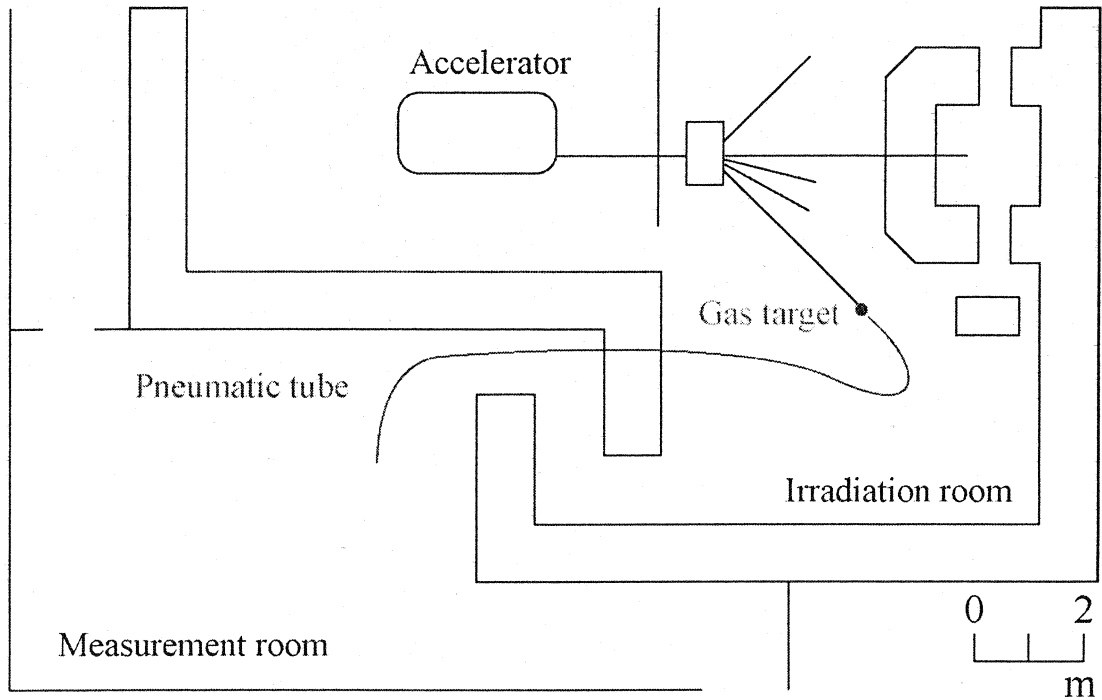 Accelerator
Gas target
Pneumatic tube
Irradiation room
0 2
Measurement room
m